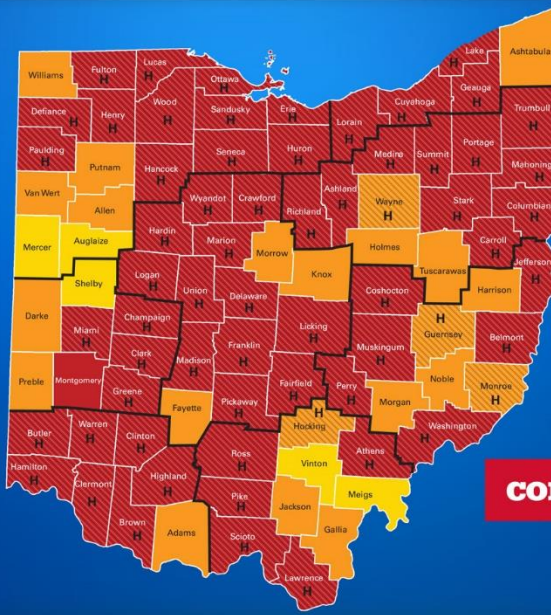 Williams
Fulton
H
Lucas
H
Ottawa
H
Lake
H
Ashtabula
Geauga
H
Cuyahoga
H
Defiance
H
Henry
H
Wood
H
Sandusky
H
Erie
H
Lorain
H
Trumbull
H
Paulding
H
Putnam
Hancock
H
Seneca
H
Huron
H
Medina
H
Summit
H
Portage
H
Mahoning
H
Van Wert
Allen
Wyandot
H
Crawford
H
Richland
H
Ashland
H
Wayne
H
Stark
H
Columbian
H
Mercer
Auglaize
Hardin
H
Marion
H
Morrow
Knox
Holmes
Tuscarawas
Carroll
H
Jefferson
H
Shelby
Logan
H
Union
H
Delaware
H
Coshocton
H
Harrison
Darke
Miami
H
Champaign
H
Licking
H
Muskingum
H
H
Guernsey
Belmont
H
Clark
H
Madison
H
Franklin
H
Preble
Montgomery
Greene
H
Fayette
Pickaway
H
Fairfield
H
Perry
H
Morgan
Noble
Monroe
H
Butler
H
Warren
H
Clinton
H
H
Hocking
Washington
H
Hamilton
H
Clermont
H
Highland
H
Ross
H
Vinton
Athens
H
Brown
H
Adams
Pike
H
Jackson
Meigs
Scioto
H
Gallia
Lawrence
H